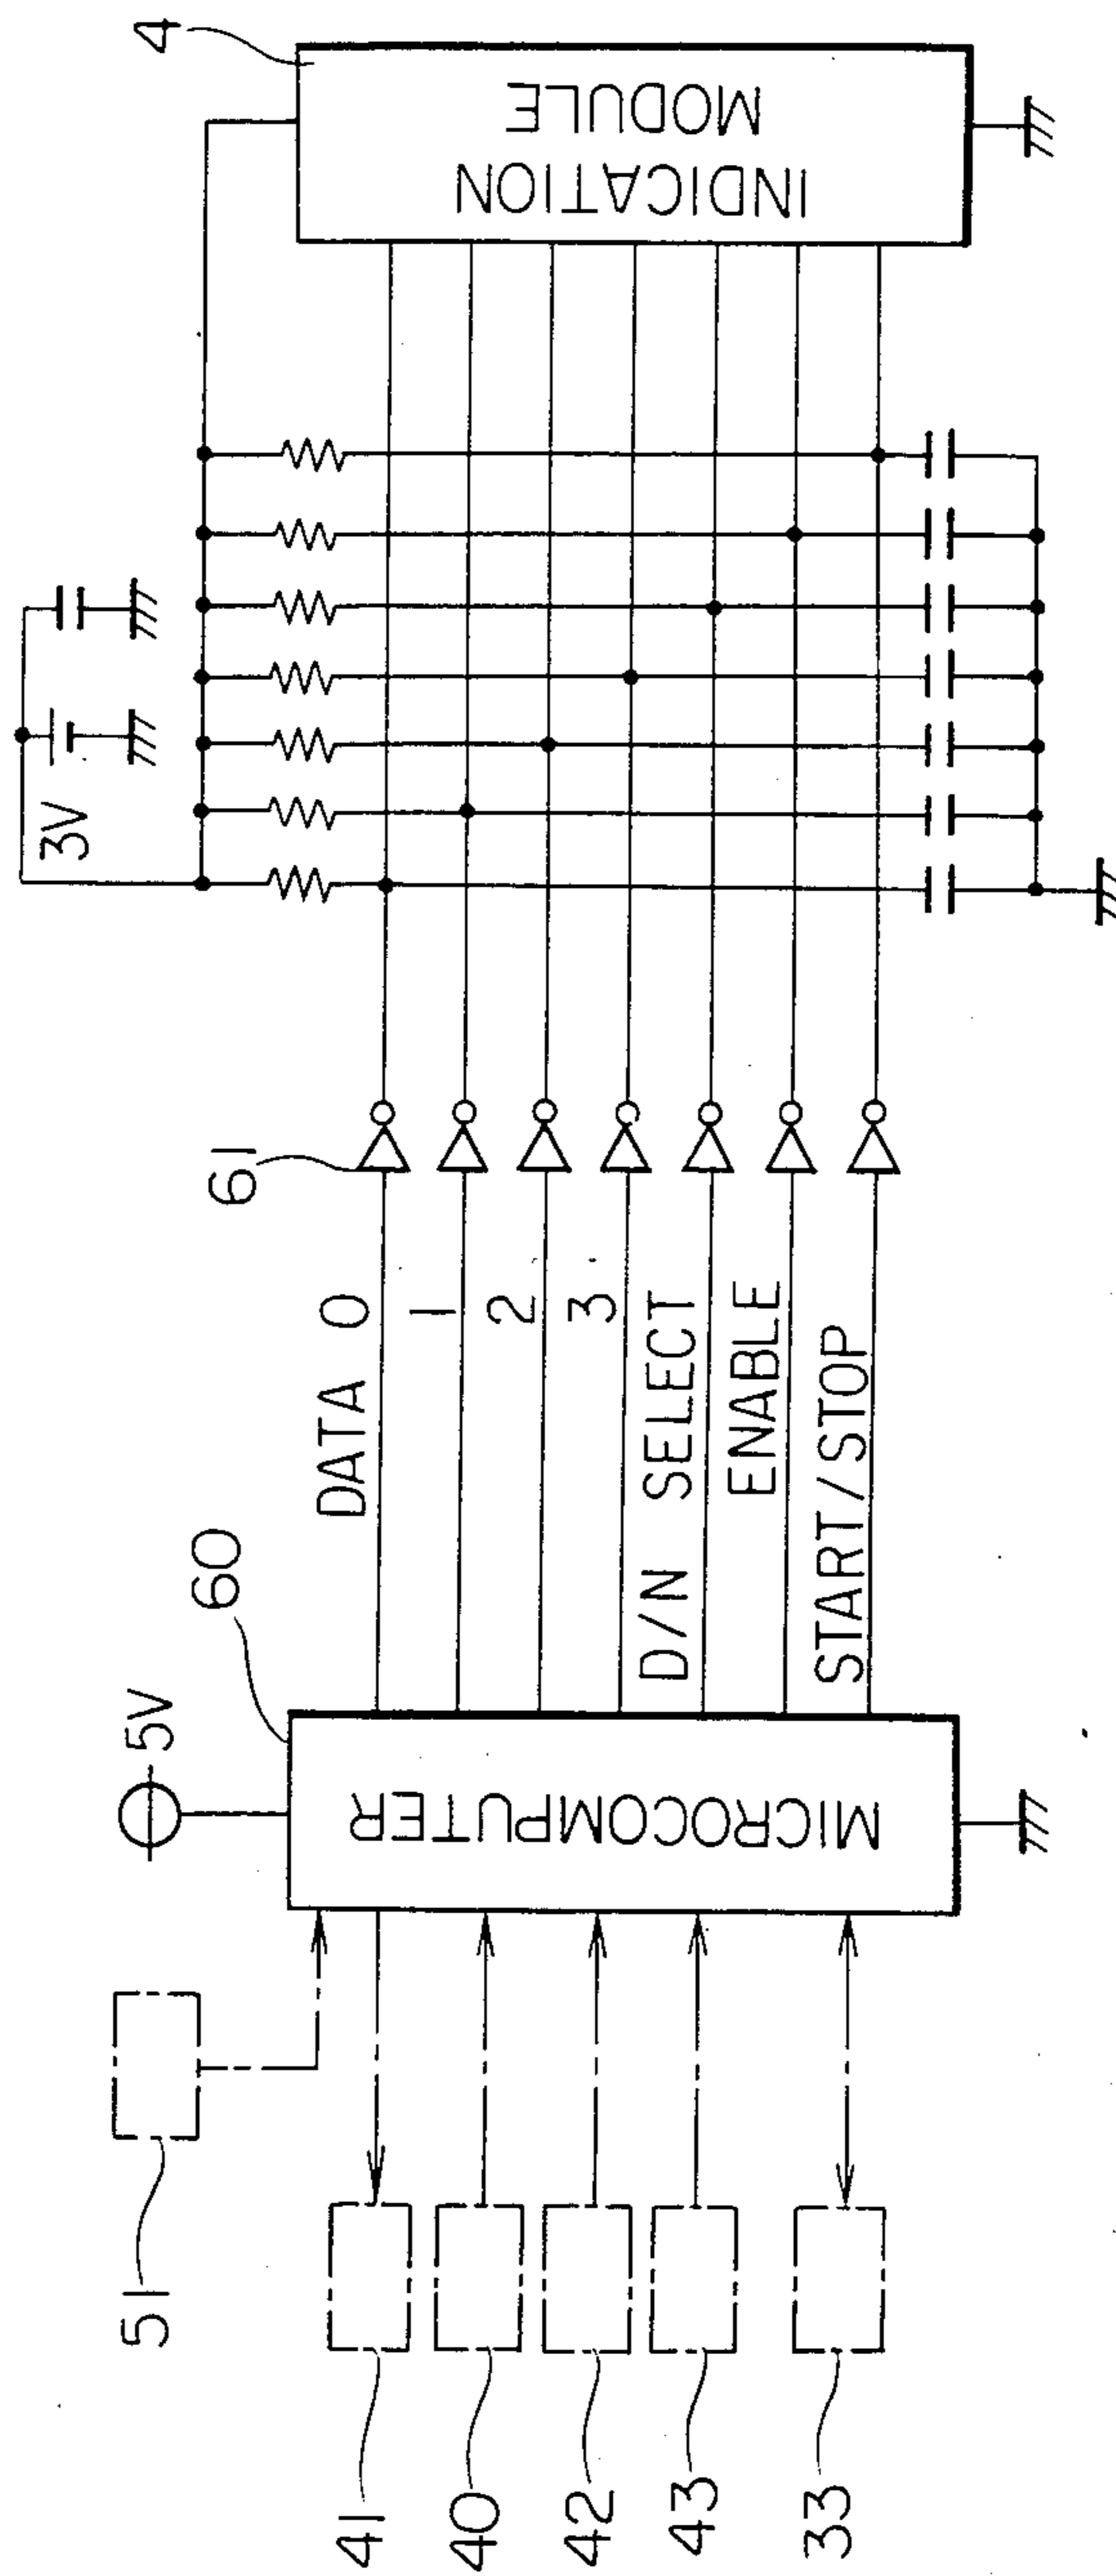 51
41
40
42
43
33
5V
60
MICROCOMPUTER
DATA 0
1
2
3
D/N SELECT
ENABLE
START/STOP
61
3V
4
INDICATION
MODULE